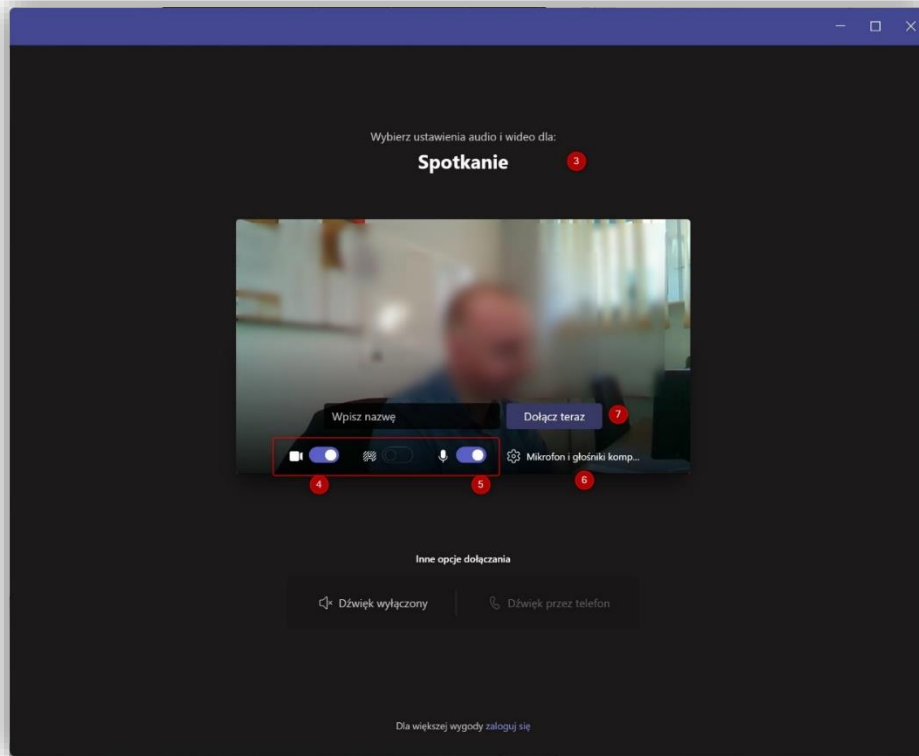 Wybierz ustawienia audio i wideo dla:
Spotkanie 3
Wpisz nazwę Dołącz teraz 7
Mikrofon i głośniki komp...
4 5 6
Inne opcje dołączania
Dźwięk wyłączony Dźwięk przez telefon
Dla większej wygody zaloguj się